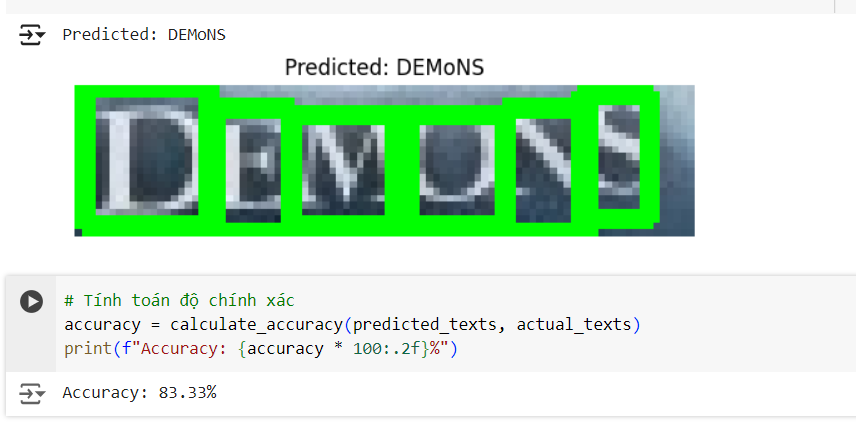 Predicted: DEMoNS
Predicted: DEMoNS
DEMONS
# Tính toán độ chính xác
accuracy = calculate_accuracy(predicted_texts, actual_texts)
print(f"Accuracy: {accuracy * 100:.2f}%")
Accuracy: 83.33%